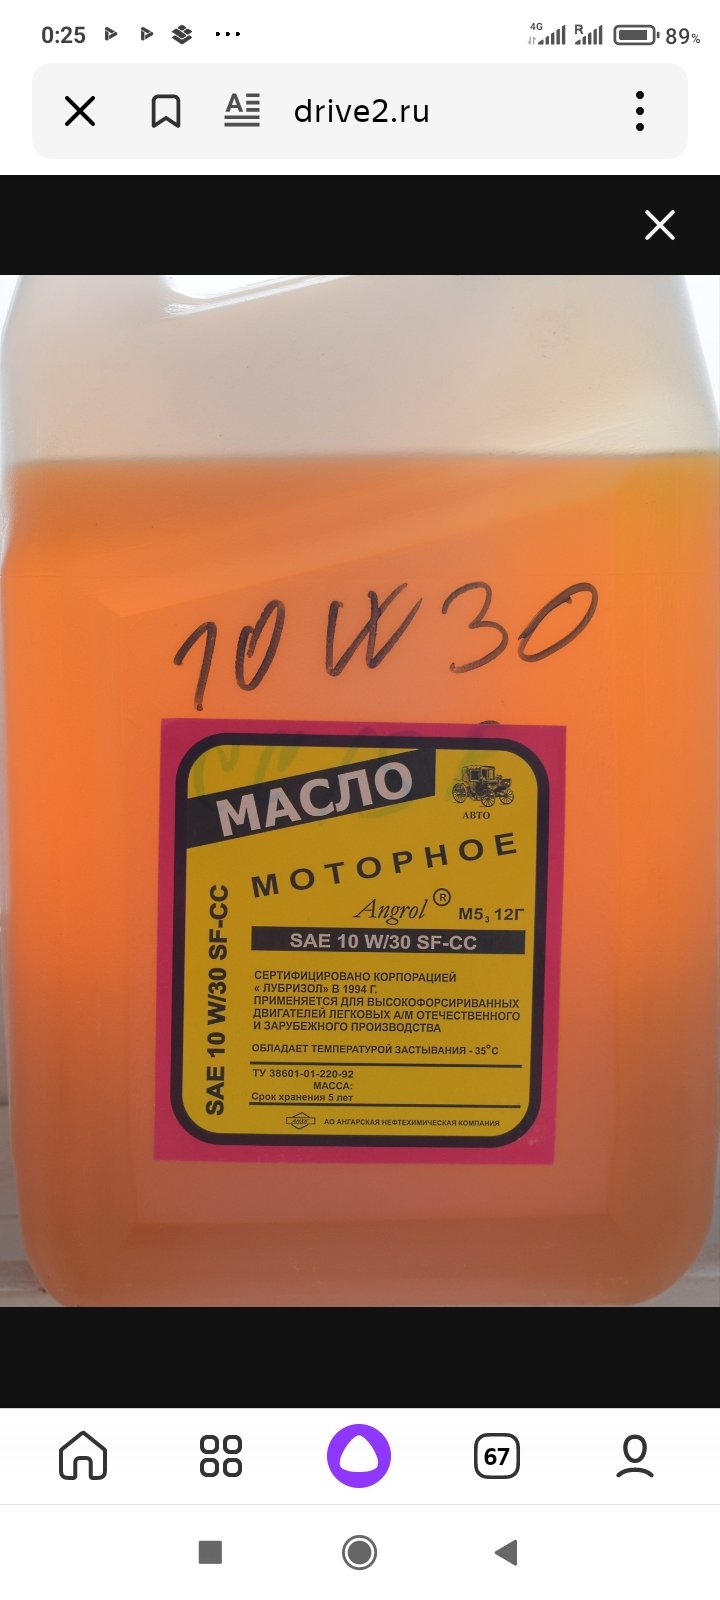 0:25
4G
R
89%
drive2.ru
10 W 30
МАСЛО
АВТО
МОТОРНОЕ
Angrol ® М5з 12Г
SAE 10 W/30 SF-CC
SAE 10 W/30 SF-CC
СЕРТИФИЦИРОВАНО КОРПОРАЦИЕЙ
« ЛУБРИЗОЛ» В 1994 Г.
ПРИМЕНЯЕТСЯ ДЛЯ ВЫСОКОФОРСИРИВАННЫХ
ДВИГАТЕЛЕЙ ЛЕГКОВЫХ А/М ОТЕЧЕСТВЕННОГО
И ЗАРУБЕЖНОГО ПРОИЗВОДСТВА
ОБЛАДАЕТ ТЕМПЕРАТУРОЙ ЗАСТЫВАНИЯ - 35°С
ТУ 38601-01-220-92
МАССА:
Срок хранения 5 лет
АО АНГАРСКАЯ НЕФТЕХИМИЧЕСКАЯ КОМПАНИЯ
67